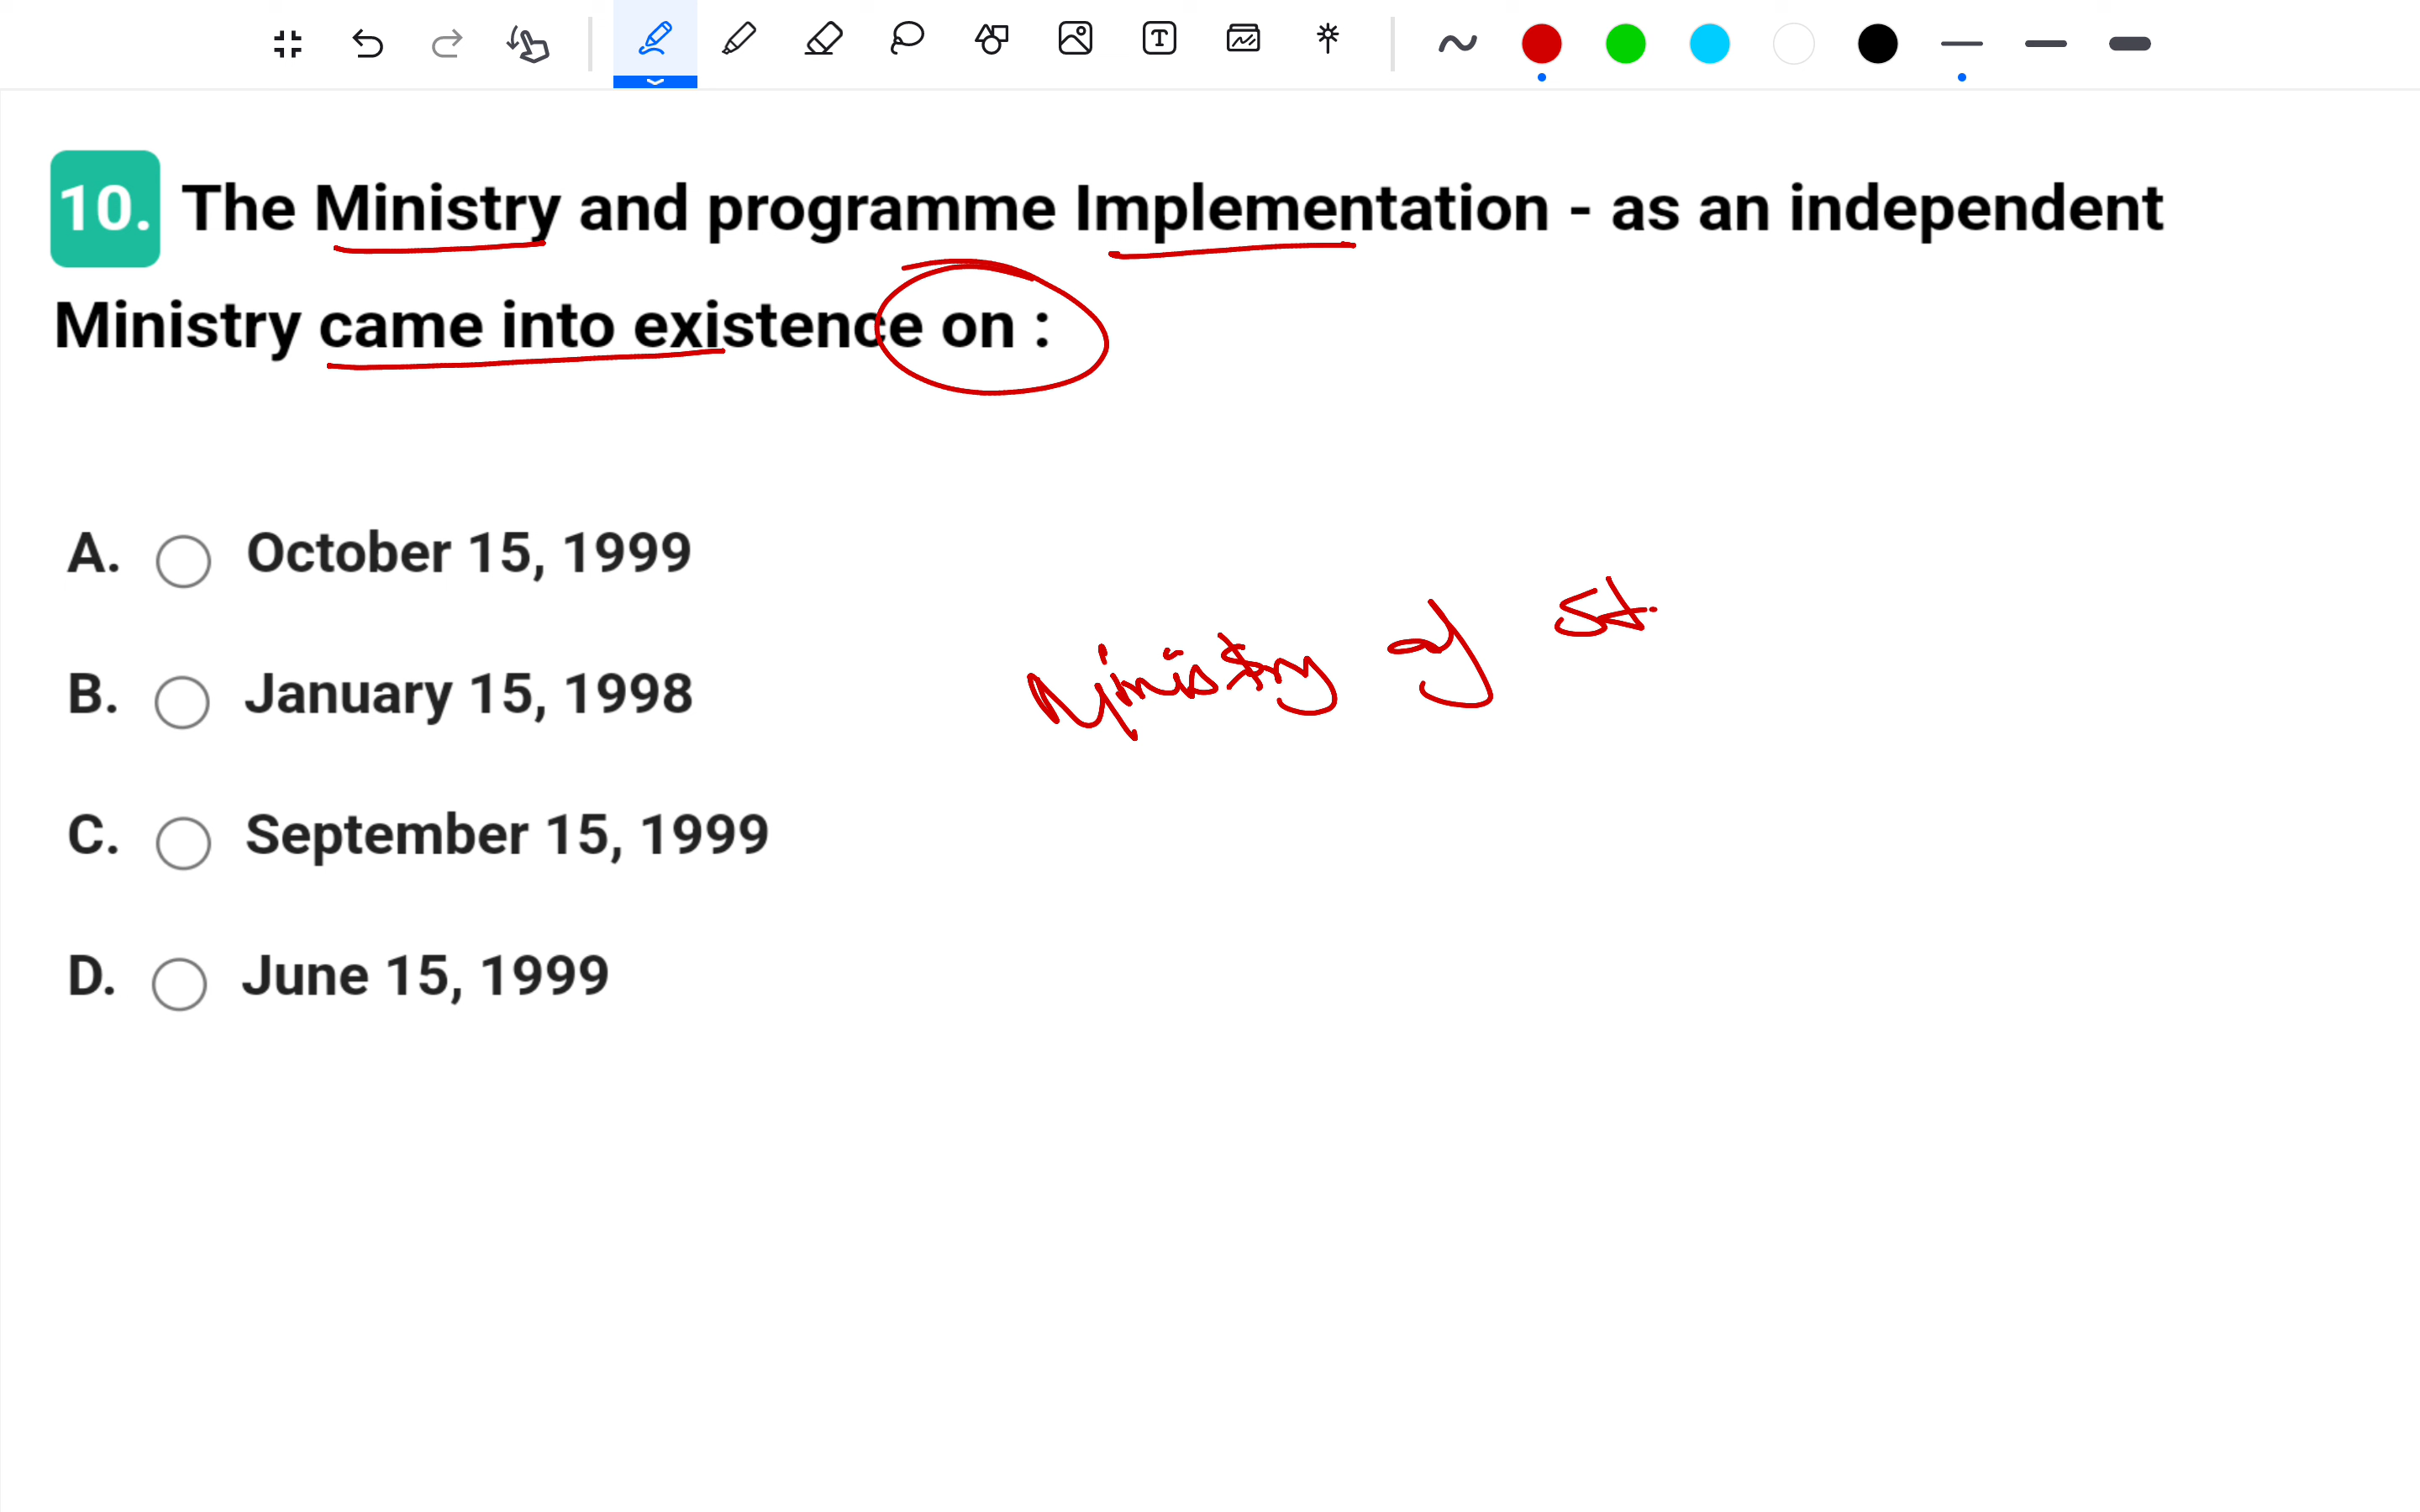 10. The Ministry and programme Implementation - as an independent
Ministry came into existence on :
A. October 15, 1999
B. January 15, 1998
C. September 15, 1999
D. June 15, 1999
Ministry of St